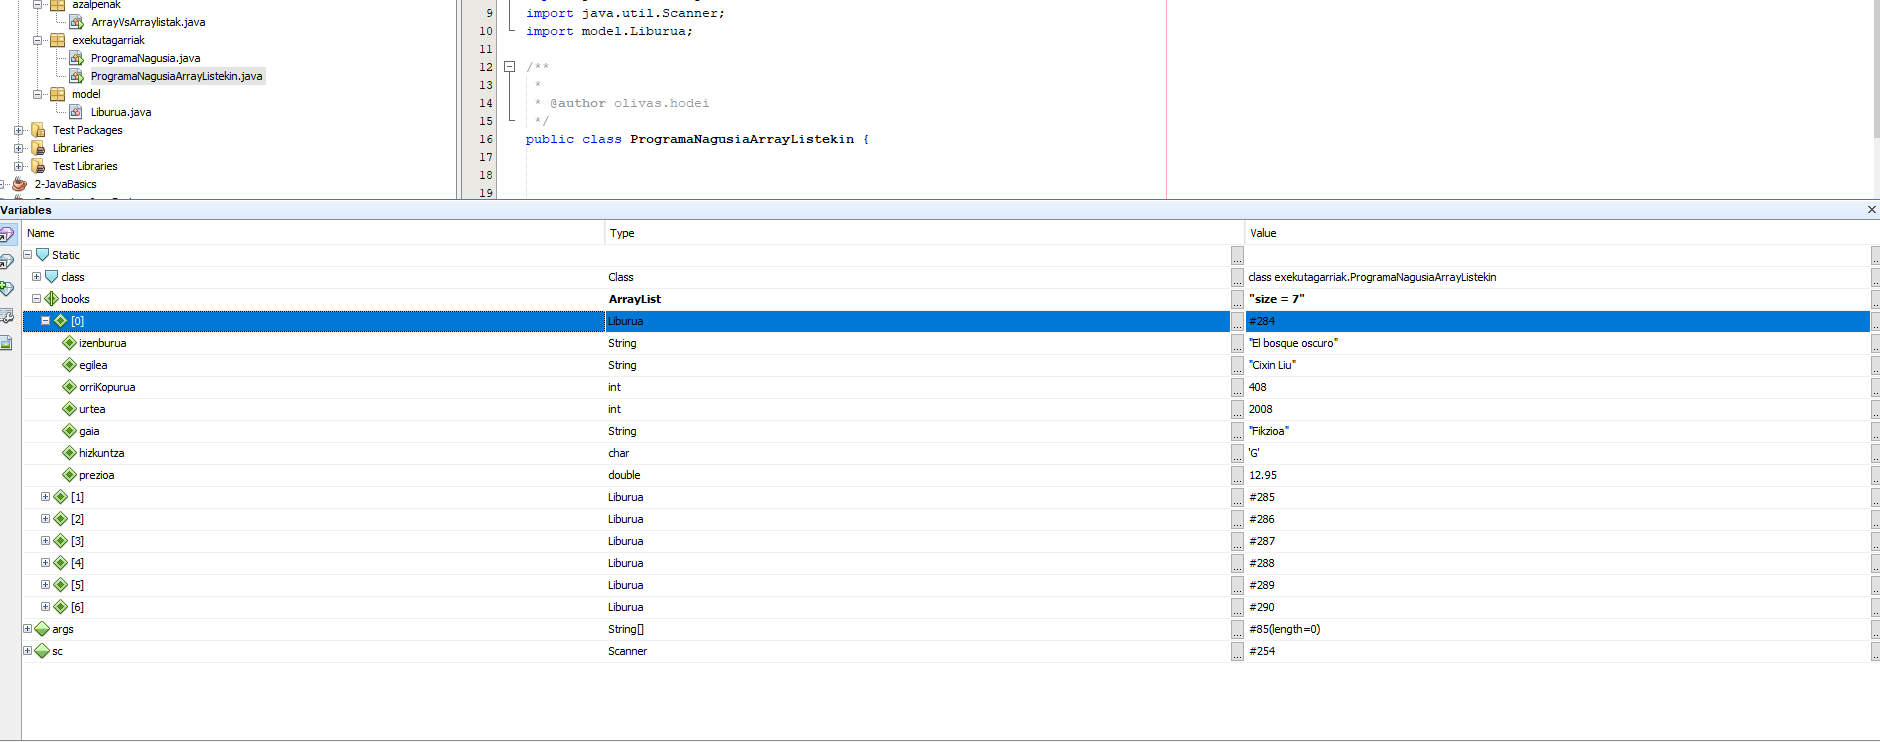 azalpenak
ArrayVsArraylistak.java
exekutagarriak
ProgramaNagusia.java
ProgramaNagusiaArrayListekin.java
model
Liburua.java
Test Packages
Libraries
Test Libraries
2-JavaBasics
9 import java.util.Scanner;
10 import model.Liburua;
11
12 /**
13 *
14 * @author olivas.hodei
15 */
16 public class ProgramaNagusiaArrayListekin {
17
18
19
Variables
Name Type Value
Static
class Class class exekutagarriak.ProgramaNagusiaArrayListekin
books ArrayList "size = 7"
[0] Liburua #284
izenburua String "El bosque oscuro"
egilea String "Cixin Liu"
orriKopurua int 408
urtea int 2008
gaia String "Fikzioa"
hizkuntza char 'G'
prezioa double 12.95
[1] Liburua #285
[2] Liburua #286
[3] Liburua #287
[4] Liburua #288
[5] Liburua #289
[6] Liburua #290
args String[] #85(length=0)
sc Scanner #254